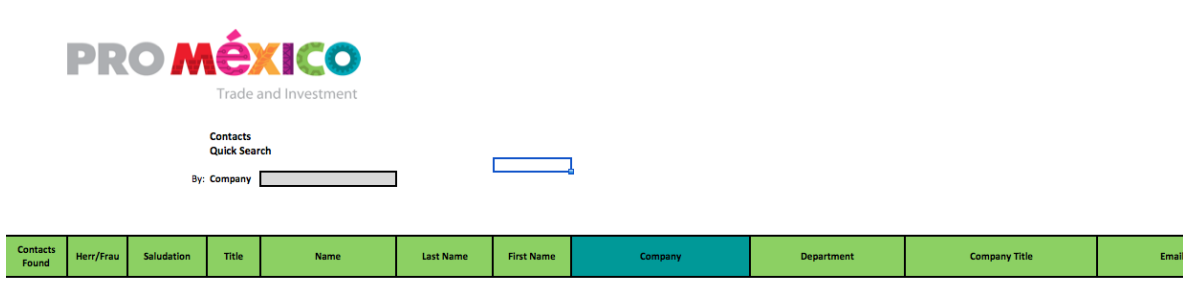 PRO MéXICO
Trade and Investment
Contacts
Quick Search
By: Company
Contacts Found Herr/Frau Saludation Title Name Last Name First Name Company Department Company Title Email